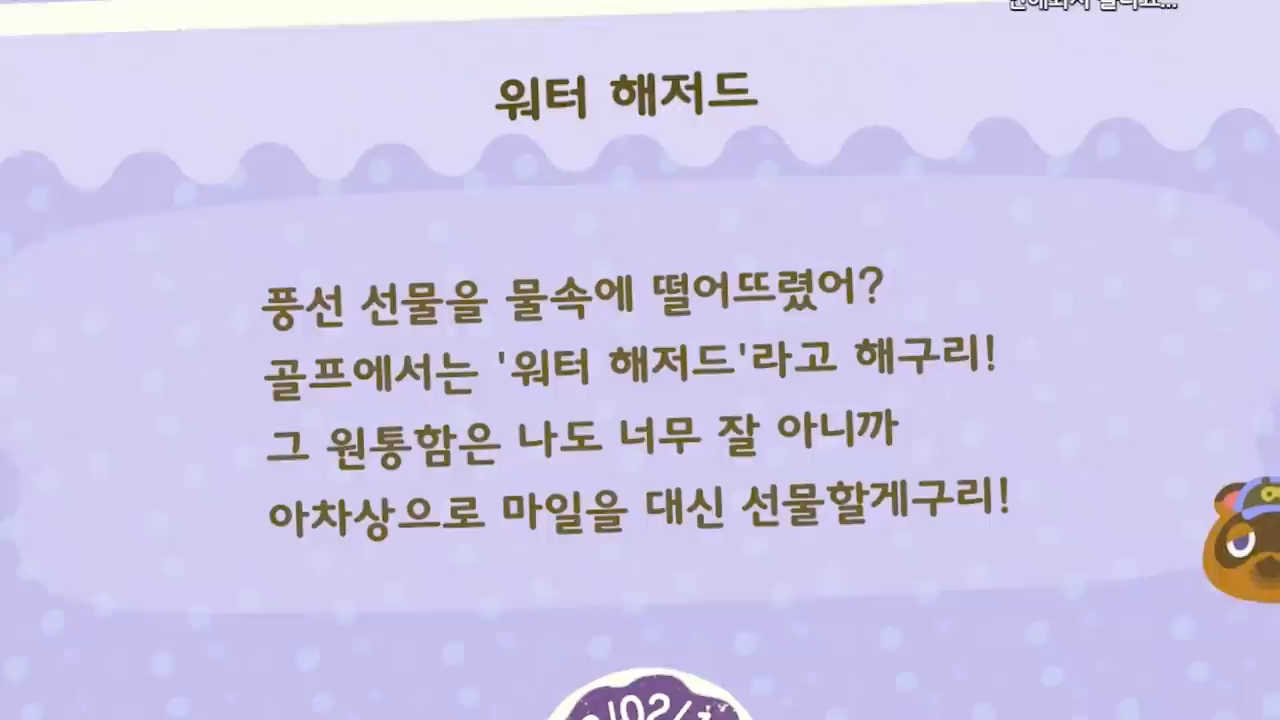 워터 해저드
풍선 선물을 물속에 떨어뜨렸어?
골프에서는 '워터 해저드'라고 해구리!
그 원통함은 나도 너무 잘 아니까
아차상으로 마일을 대신 선물할게구리!